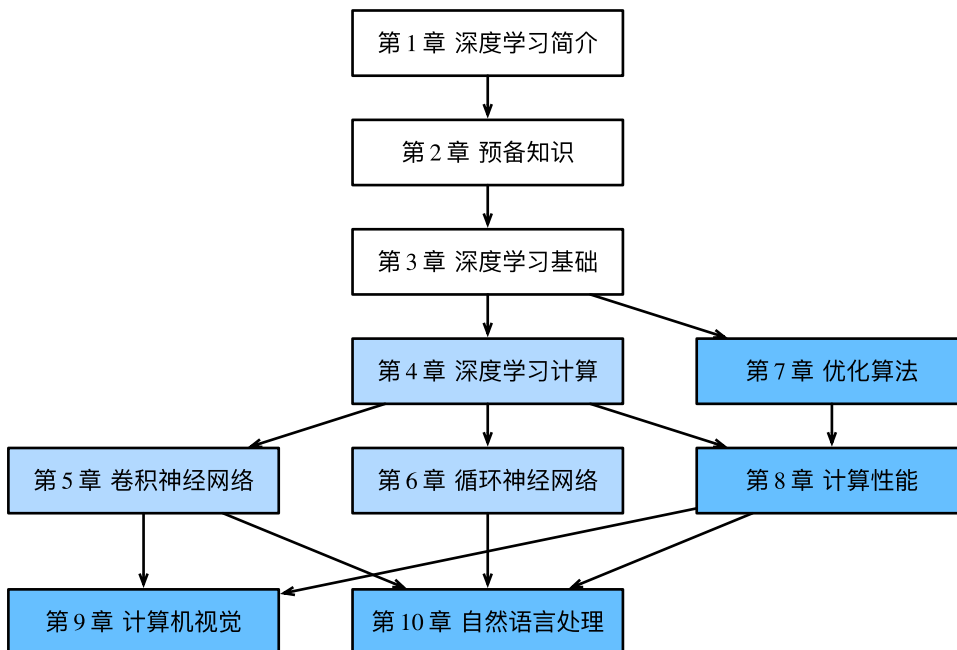 第1章 深度学习简介
第2章 预备知识
第3章 深度学习基础
第4章 深度学习计算
第7章 优化算法
第5章 卷积神经网络
第6章 循环神经网络
第8章 计算性能
第9章 计算机视觉
第10章 自然语言处理